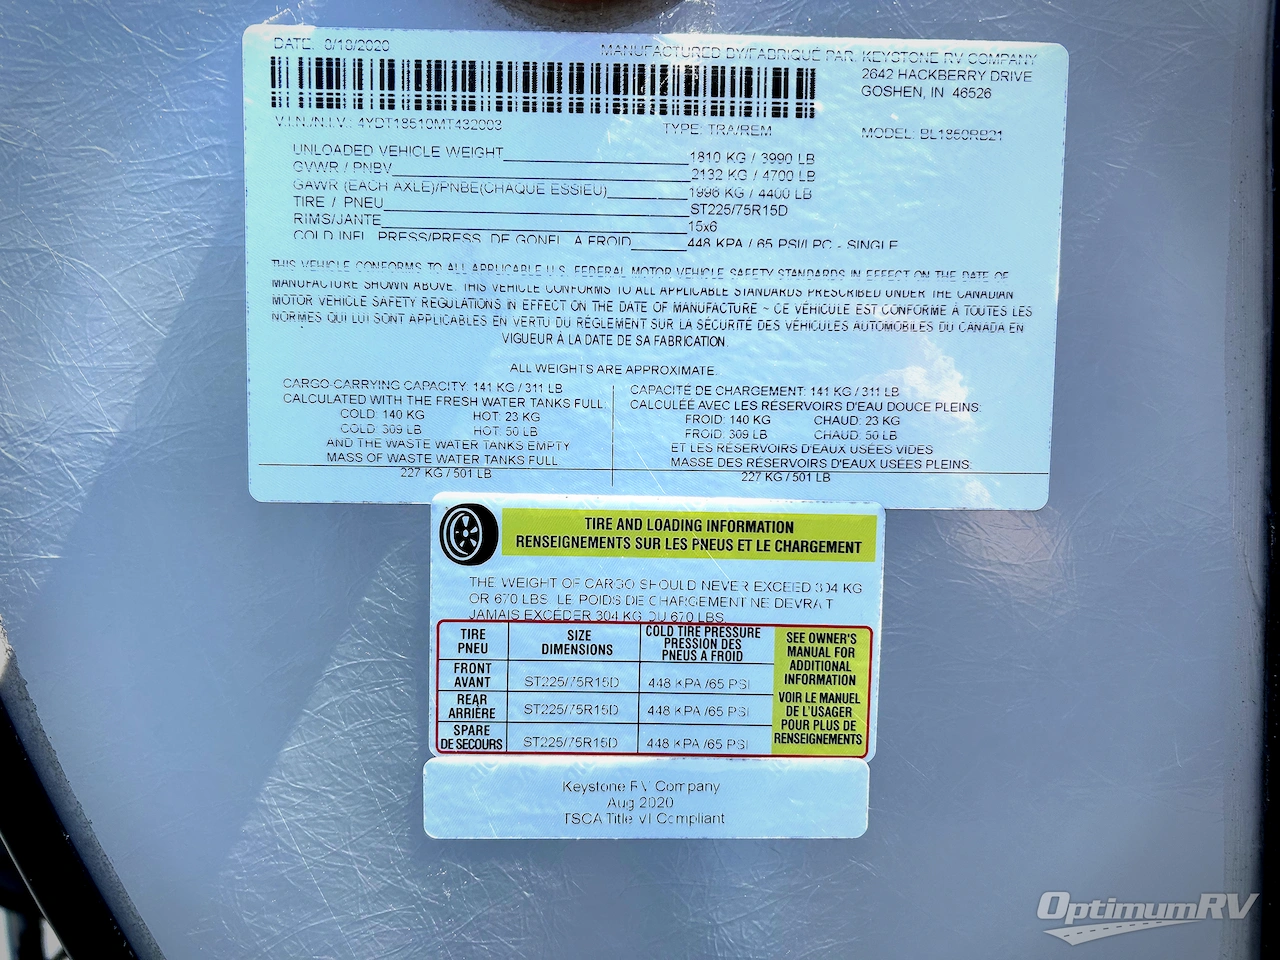 DATE: 8/18/2020
MANUFACTURED BY/FABRIQUÉ PAR: KEYSTONE RV COMPANY
2642 HACKBERRY DRIVE
GOSHEN, IN 46526
V.I.N./N.I.V.: 4YDT18510MT432003 TYPE: TRA/REM MODEL: BL1850RB21
UNLOADED VEHICLE WEIGHT 1810 KG / 3990 LB
GVWR / PNBV 2132 KG / 4700 LB
GAWR (EACH AXLE)/PNBE(CHAQUE ESSIEU) 1996 KG / 4400 LB
TIRE / PNEU ST225/75R15D
RIMS/JANTE 15x6
COLD INFL. PRESS/PRESS. DE GONFL. A FROID 448 KPA / 65 PSI/LPC - SINGLE
THIS VEHICLE CONFORMS TO ALL APPLICABLE U.S. FEDERAL MOTOR VEHICLE SAFETY STANDARDS IN EFFECT ON THE DATE OF
MANUFACTURE SHOWN ABOVE. THIS VEHICLE CONFORMS TO ALL APPLICABLE STANDARDS PRESCRIBED UNDER THE CANADIAN
MOTOR VEHICLE SAFETY REGULATIONS IN EFFECT ON THE DATE OF MANUFACTURE ~ CE VÉHICULE EST CONFORME À TOUTES LES
NORMES QUI LUI SONT APPLICABLES EN VERTU DU RÈGLEMENT SUR LA SÉCURITÉ DES VÉHICULES AUTOMOBILES DU CANADA EN
VIGUEUR À LA DATE DE SA FABRICATION.
ALL WEIGHTS ARE APPROXIMATE.
CARGO-CARRYING CAPACITY: 141 KG / 311 LB
CALCULATED WITH THE FRESH WATER TANKS FULL
COLD: 140 KG HOT: 23 KG
COLD: 309 LB HOT: 50 LB
AND THE WASTE WATER TANKS EMPTY
MASS OF WASTE WATER TANKS FULL
227 KG / 501 LB
CAPACITÉ DE CHARGEMENT: 141 KG / 311 LB
CALCULÉE AVEC LES RÉSERVOIRS D'EAU DOUCE PLEINS:
FROID: 140 KG CHAUD: 23 KG
FROID: 309 LB CHAUD: 50 LB
ET LES RÉSERVOIRS D'EAUX USÉES VIDES
MASSE DES RÉSERVOIRS D'EAUX USÉES PLEINS:
227 KG / 501 LB
TIRE AND LOADING INFORMATION
RENSEIGNEMENTS SUR LES PNEUS ET LE CHARGEMENT
THE WEIGHT OF CARGO SHOULD NEVER EXCEED 304 KG
OR 670 LBS. LE POIDS DE CHARGEMENT NE DEVRAIT
JAMAIS EXCÉDER 304 KG OU 670 LBS.
TIRE PNEU SIZE DIMENSIONS COLD TIRE PRESSURE PRESSION DES PNEUS A FROID
FRONT AVANT ST225/75R15D 448 KPA /65 PSI
REAR ARRIÈRE ST225/75R15D 448 KPA /65 PSI
SPARE DE SECOURS ST225/75R15D 448 KPA /65 PSI
SEE OWNER'S
MANUAL FOR
ADDITIONAL
INFORMATION
VOIR LE MANUEL
DE L'USAGER
POUR PLUS DE
RENSEIGNEMENTS
Keystone RV Company
Aug 2020
TSCA Title VI Compliant
OptimumRV